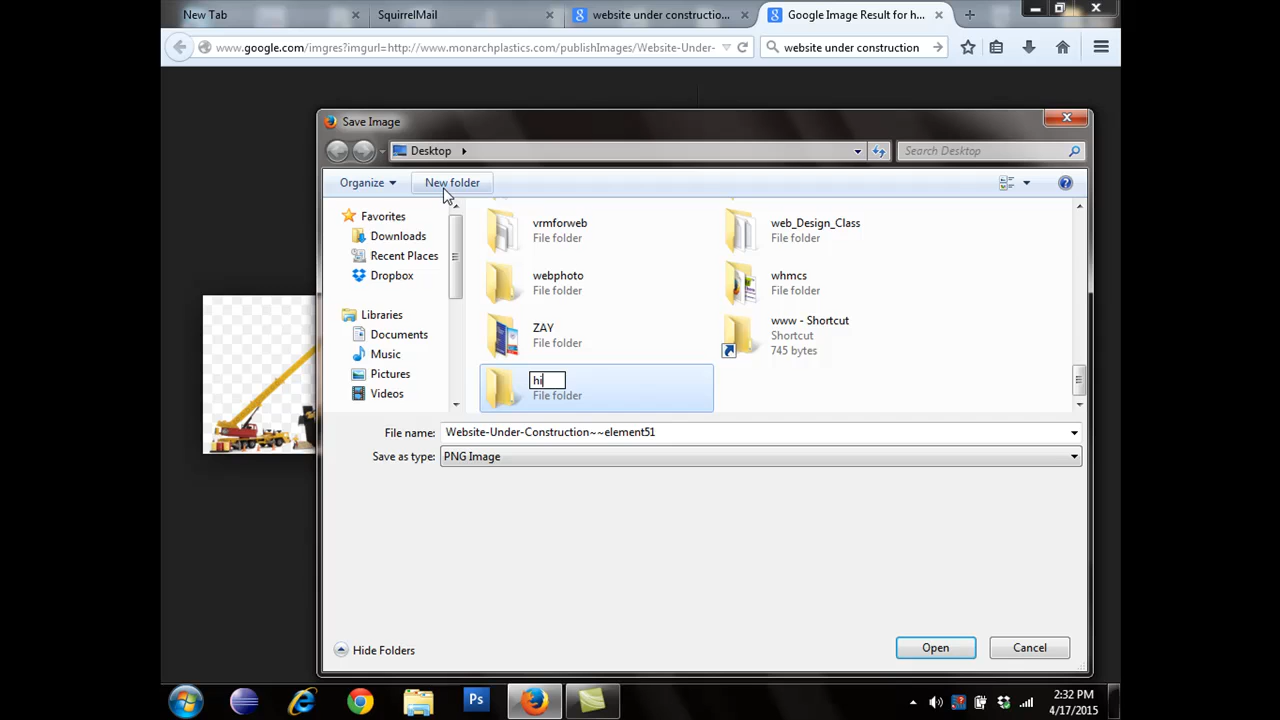 New Tab
SquirrelMail
website under constructio...
Google Image Result for h...
www.google.com/imgres?imgurl=http://www.monarchplastics.com/publishImages/Website-Under-
website under construction
Save Image
Desktop
Search Desktop
Organize
New folder
Favorites
Downloads
Recent Places
Dropbox
Libraries
Documents
Music
Pictures
Videos
vrmforweb
File folder
web_Design_Class
File folder
webphoto
File folder
whmcs
File folder
ZAY
File folder
www - Shortcut
Shortcut
745 bytes
hi
File folder
File name:
Website-Under-Construction~~element51
Save as type:
PNG Image
Hide Folders
Open
Cancel
Ps
2:32 PM
4/17/2015